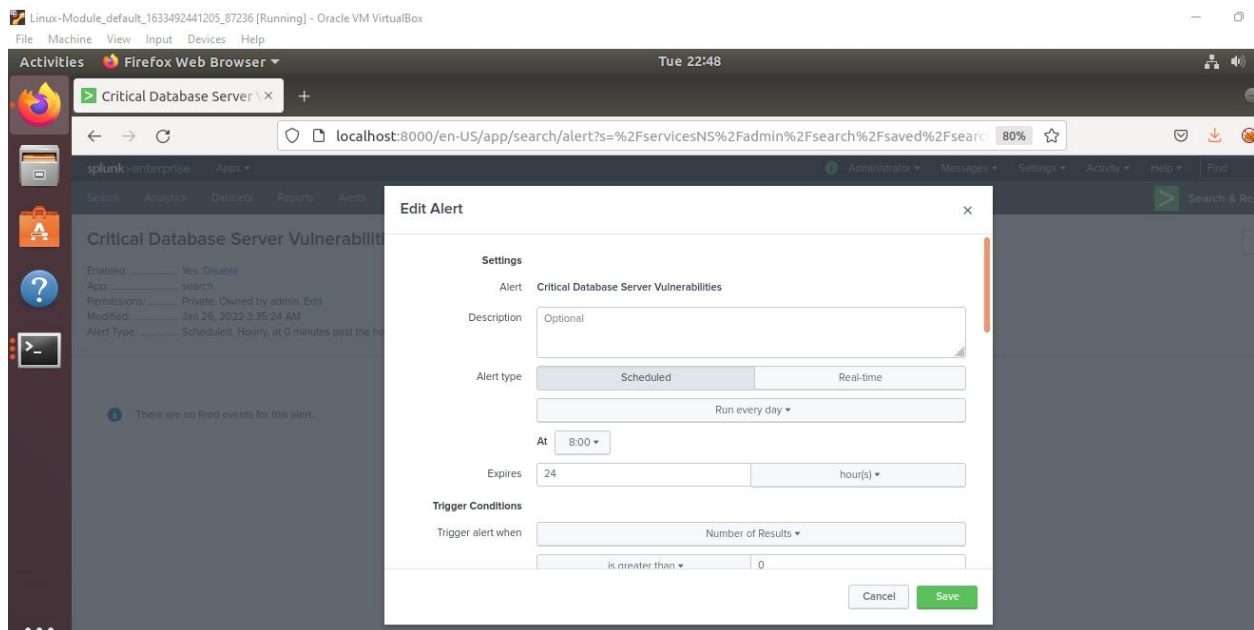 Linux-Module_default_1633492441205_87236 [Running] - Oracle VM VirtualBox
File Machine View Input Devices Help
Activities Firefox Web Browser Tue 22:48
Critical Database Server
localhost:8000/en-US/app/search/alert?s=%2FservicesNS%2Fadmin%2Fsearch%2Fsaved%2Fsearc 80%
splunk>enterprise Apps Administrator Messages Settings Activity Help Find
Search Analytics Datasets Reports Alerts Search & Re
Critical Database Server Vulnerabiliti
Enabled: Yes. Disable
App: search
Permissions: Private. Owned by admin. Edit
Modified: Jan 26, 2022 3:35:24 AM
Alert Type: Scheduled. Hourly, at 0 minutes past the ho
There are no fired events for this alert.
Edit Alert
Settings
Alert Critical Database Server Vulnerabilities
Description Optional
Alert type Scheduled Real-time
Run every day
At 8:00
Expires 24 hour(s)
Trigger Conditions
Trigger alert when Number of Results
is greater than 0
Cancel Save